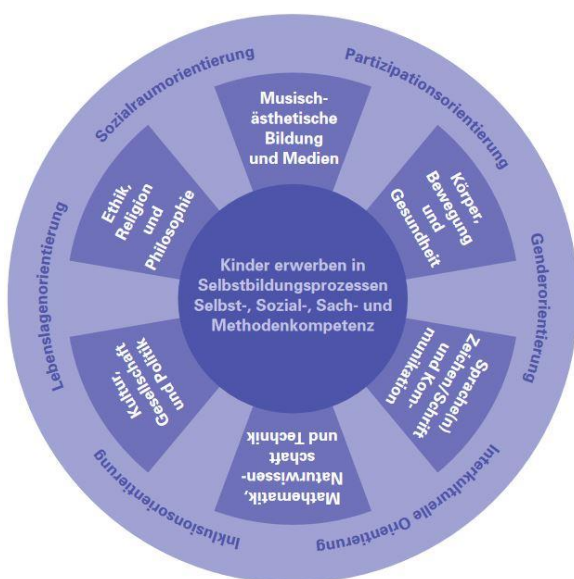 Sozialraumorientierung
Partizipationsorientierung
Genderorientierung
Interkulturelle Orientierung
Inklusionsorientierung
Lebenslagenorientierung
Musisch-
ästhetische
Bildung
und Medien
Körper,
Bewegung
und
Gesundheit
Sprache(n)
Zeichen/Schrift
und Kom-
munikation
Mathematik,
Naturwissen-
schaft
und Technik
Kultur,
Gesellschaft
und Politik
Ethik,
Religion
und
Philosophie
Kinder erwerben in
Selbstbildungsprozessen
Selbst-, Sozial-, Sach- und
Methodenkompetenz